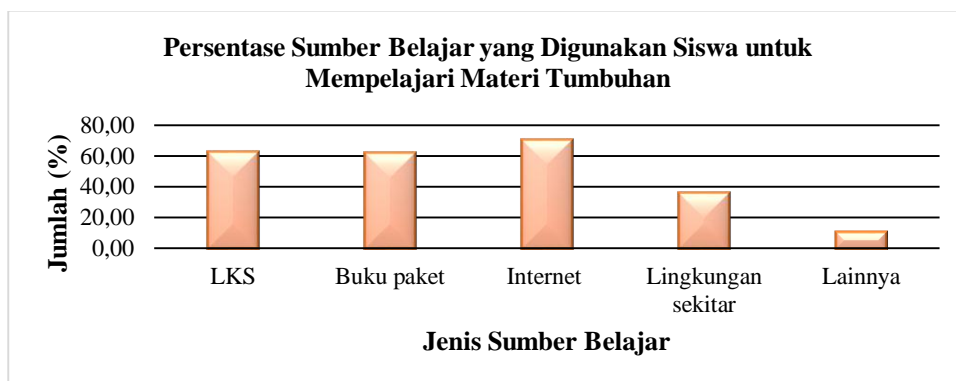 Persentase Sumber Belajar yang Digunakan Siswa untuk
Mempelajari Materi Tumbuhan
Jumlah (%)
80,00
60,00
40,00
20,00
0,00
LKS
Buku paket
Internet
Lingkungan
sekitar
Lainnya
Jenis Sumber Belajar